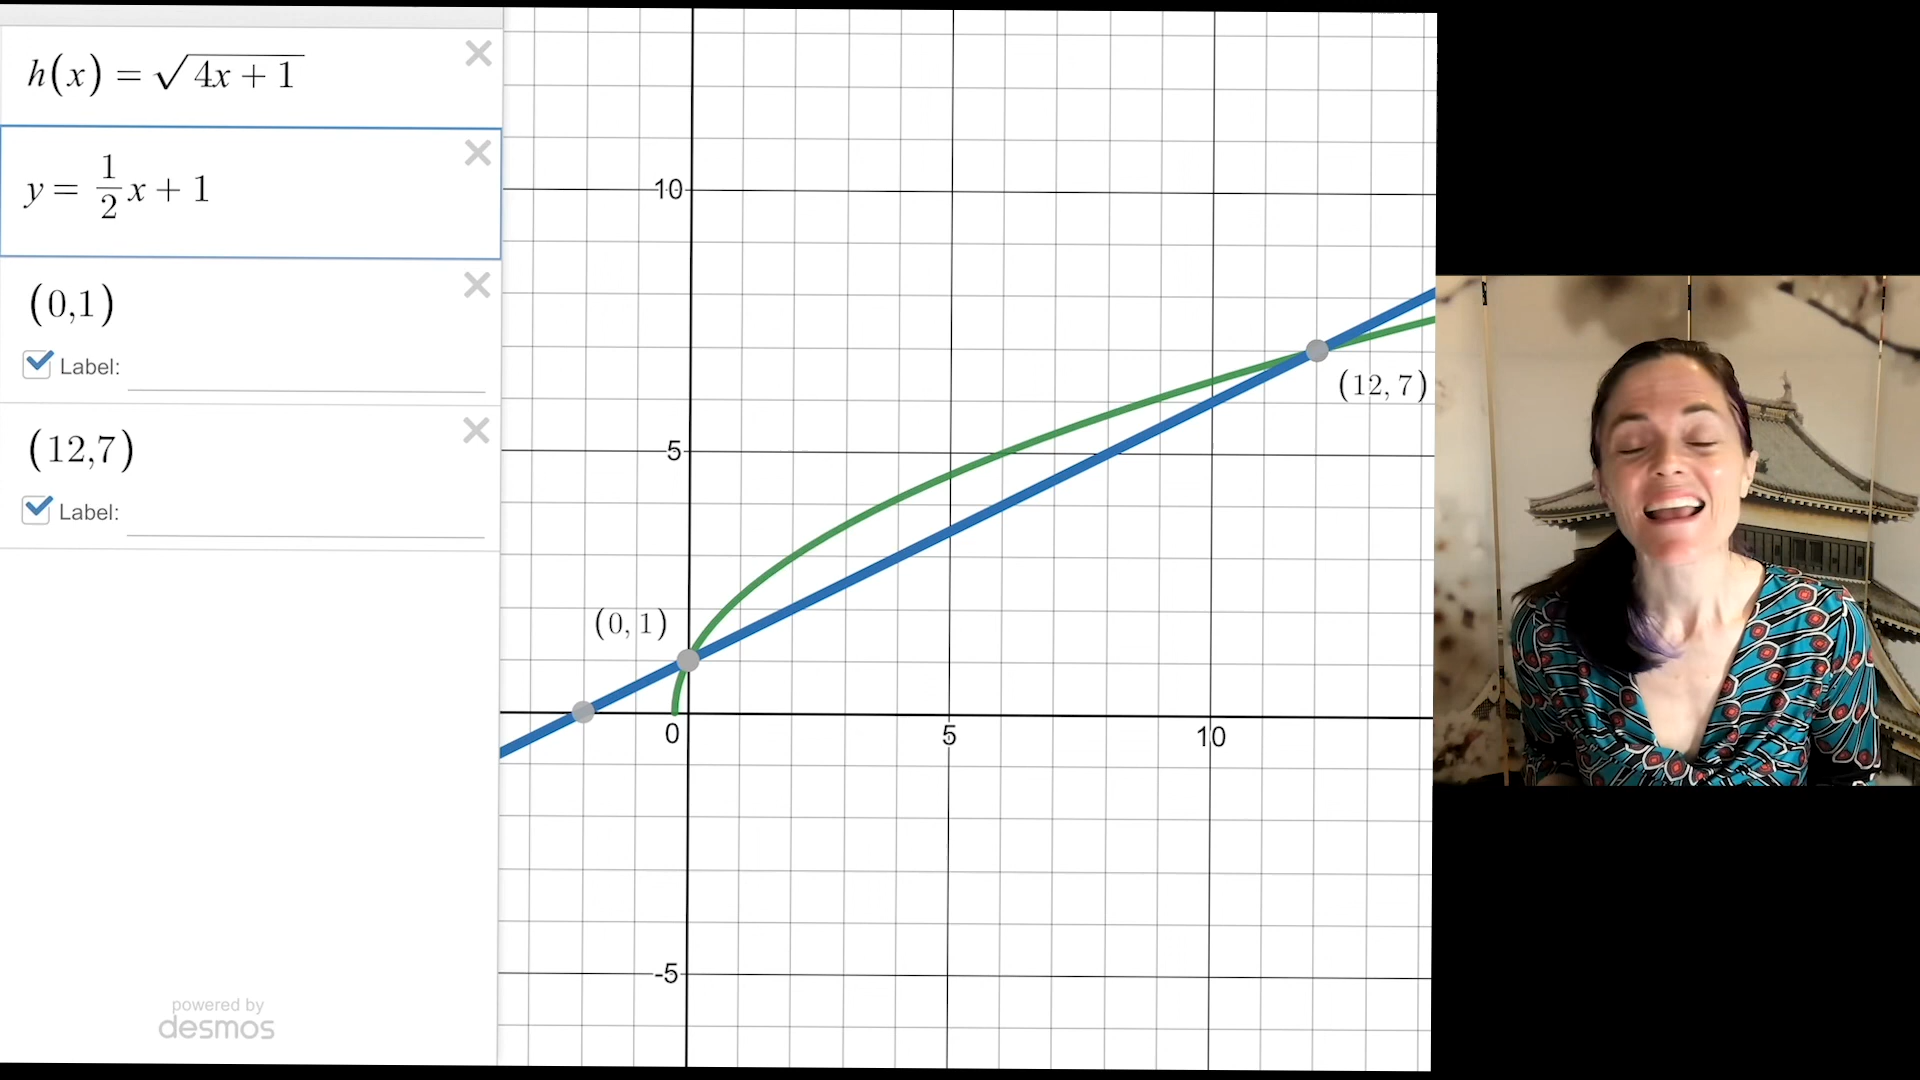 h(x) = √4x + 1
y = 1/2 x + 1
(0,1)
Label:
(12,7)
Label:
powered by
desmos
10
5
0
5
10
-5
(0, 1)
(12, 7)